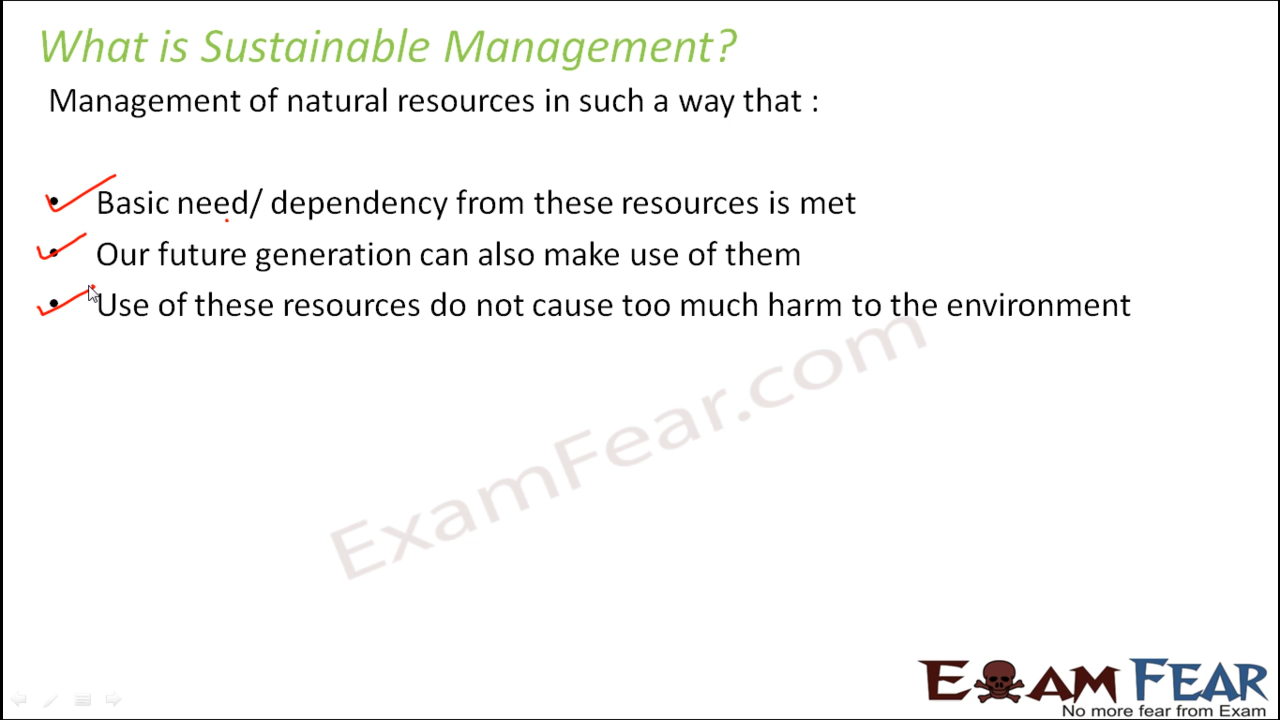 What is Sustainable Management?
Management of natural resources in such a way that :
• Basic need/ dependency from these resources is met
• Our future generation can also make use of them
• Use of these resources do not cause too much harm to the environment
ExamFear.com
EXAM FEAR
No more fear from Exam